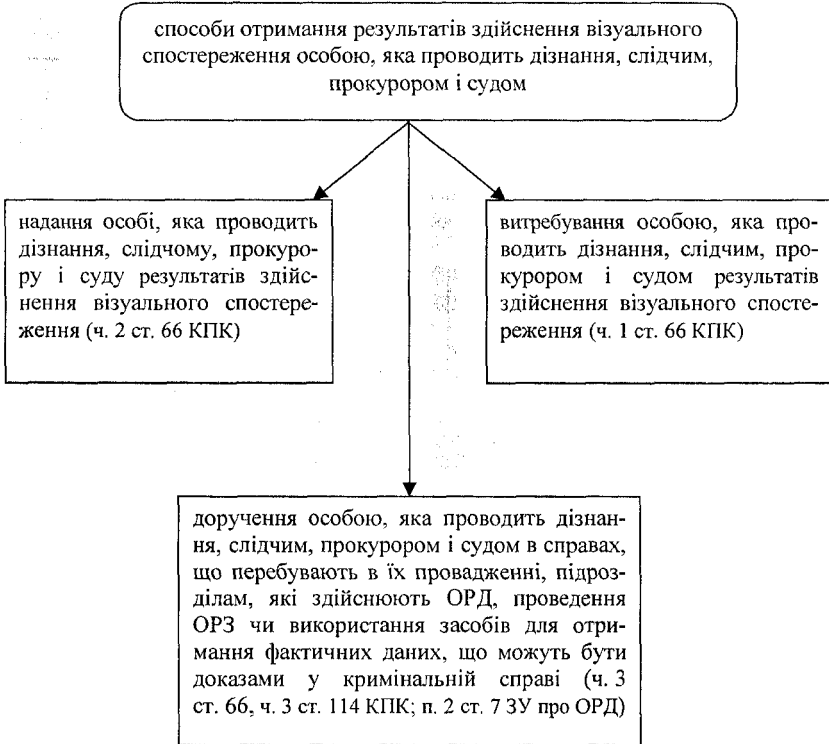 способи отримання результатів здійснення візуального
спостереження особою, яка проводить дізнання, слідчим,
прокурором і судом
надання особі, яка проводить
дізнання, слідчому, прокуро-
ру і суду результатів здійс-
нення візуального спостере-
ження (ч. 2 ст. 66 КПК)
витребування особою, яка про-
водить дізнання, слідчим, про-
курором і судом результатів
здійснення візуального спосте-
реження (ч. 1 ст. 66 КПК)
доручення особою, яка проводить дізнан-
ня, слідчим, прокурором і судом в справах,
що перебувають в їх провадженні, підроз-
ділам, які здійснюють ОРД, проведення
ОРЗ чи використання засобів для отри-
мання фактичних даних, що можуть бути
доказами у кримінальній справі (ч. 3
ст. 66, ч. 3 ст. 114 КПК; п. 2 ст. 7 ЗУ про ОРД)